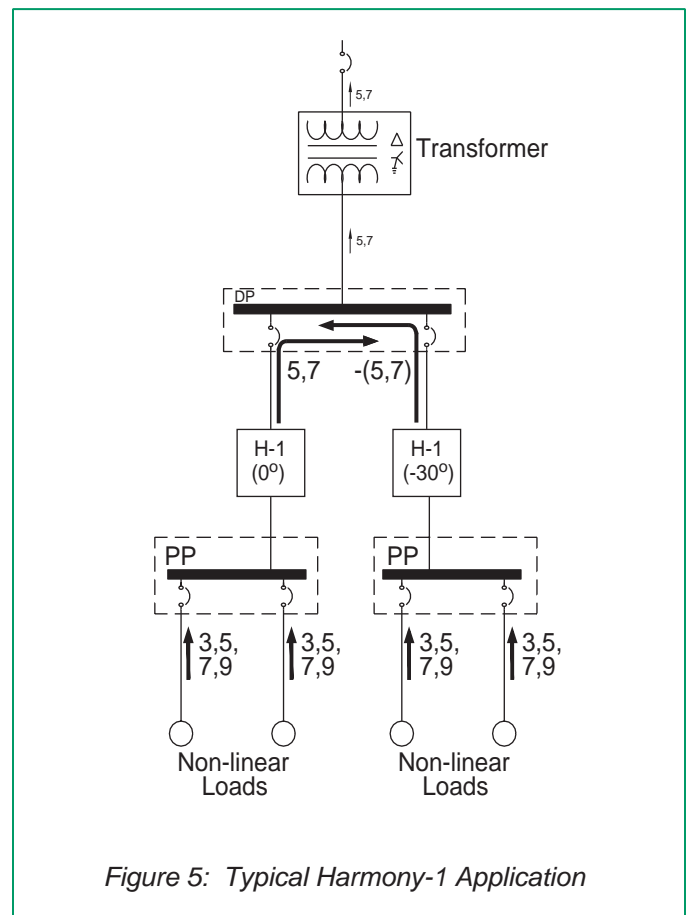 5,7
Δ
Transformer
5,7
DP
5,7 -(5,7)
H-1
(0°)
H-1
(-30°)
PP
PP
3,5,
7,9
3,5,
7,9
3,5,
7,9
3,5,
7,9
Non-linear
Loads
Non-linear
Loads
Figure 5: Typical Harmony-1 Application